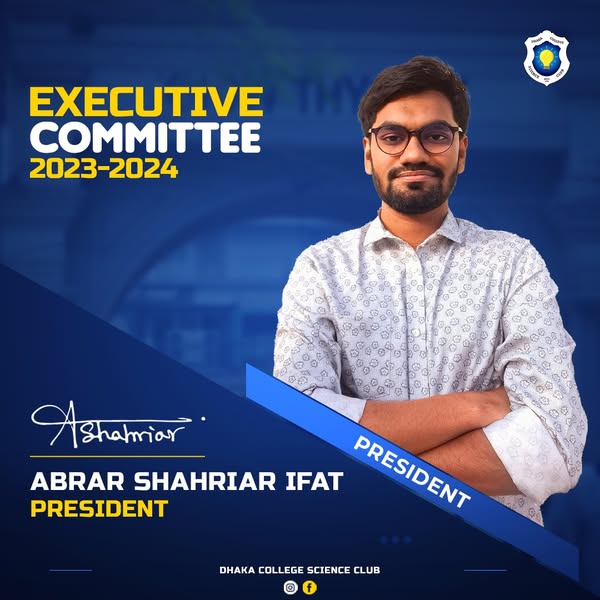 EXECUTIVE
COMMITTEE
2023-2024
AShahriar
ABRAR SHAHRIAR IFAT
PRESIDENT
PRESIDENT
DHAKA COLLEGE SCIENCE CLUB